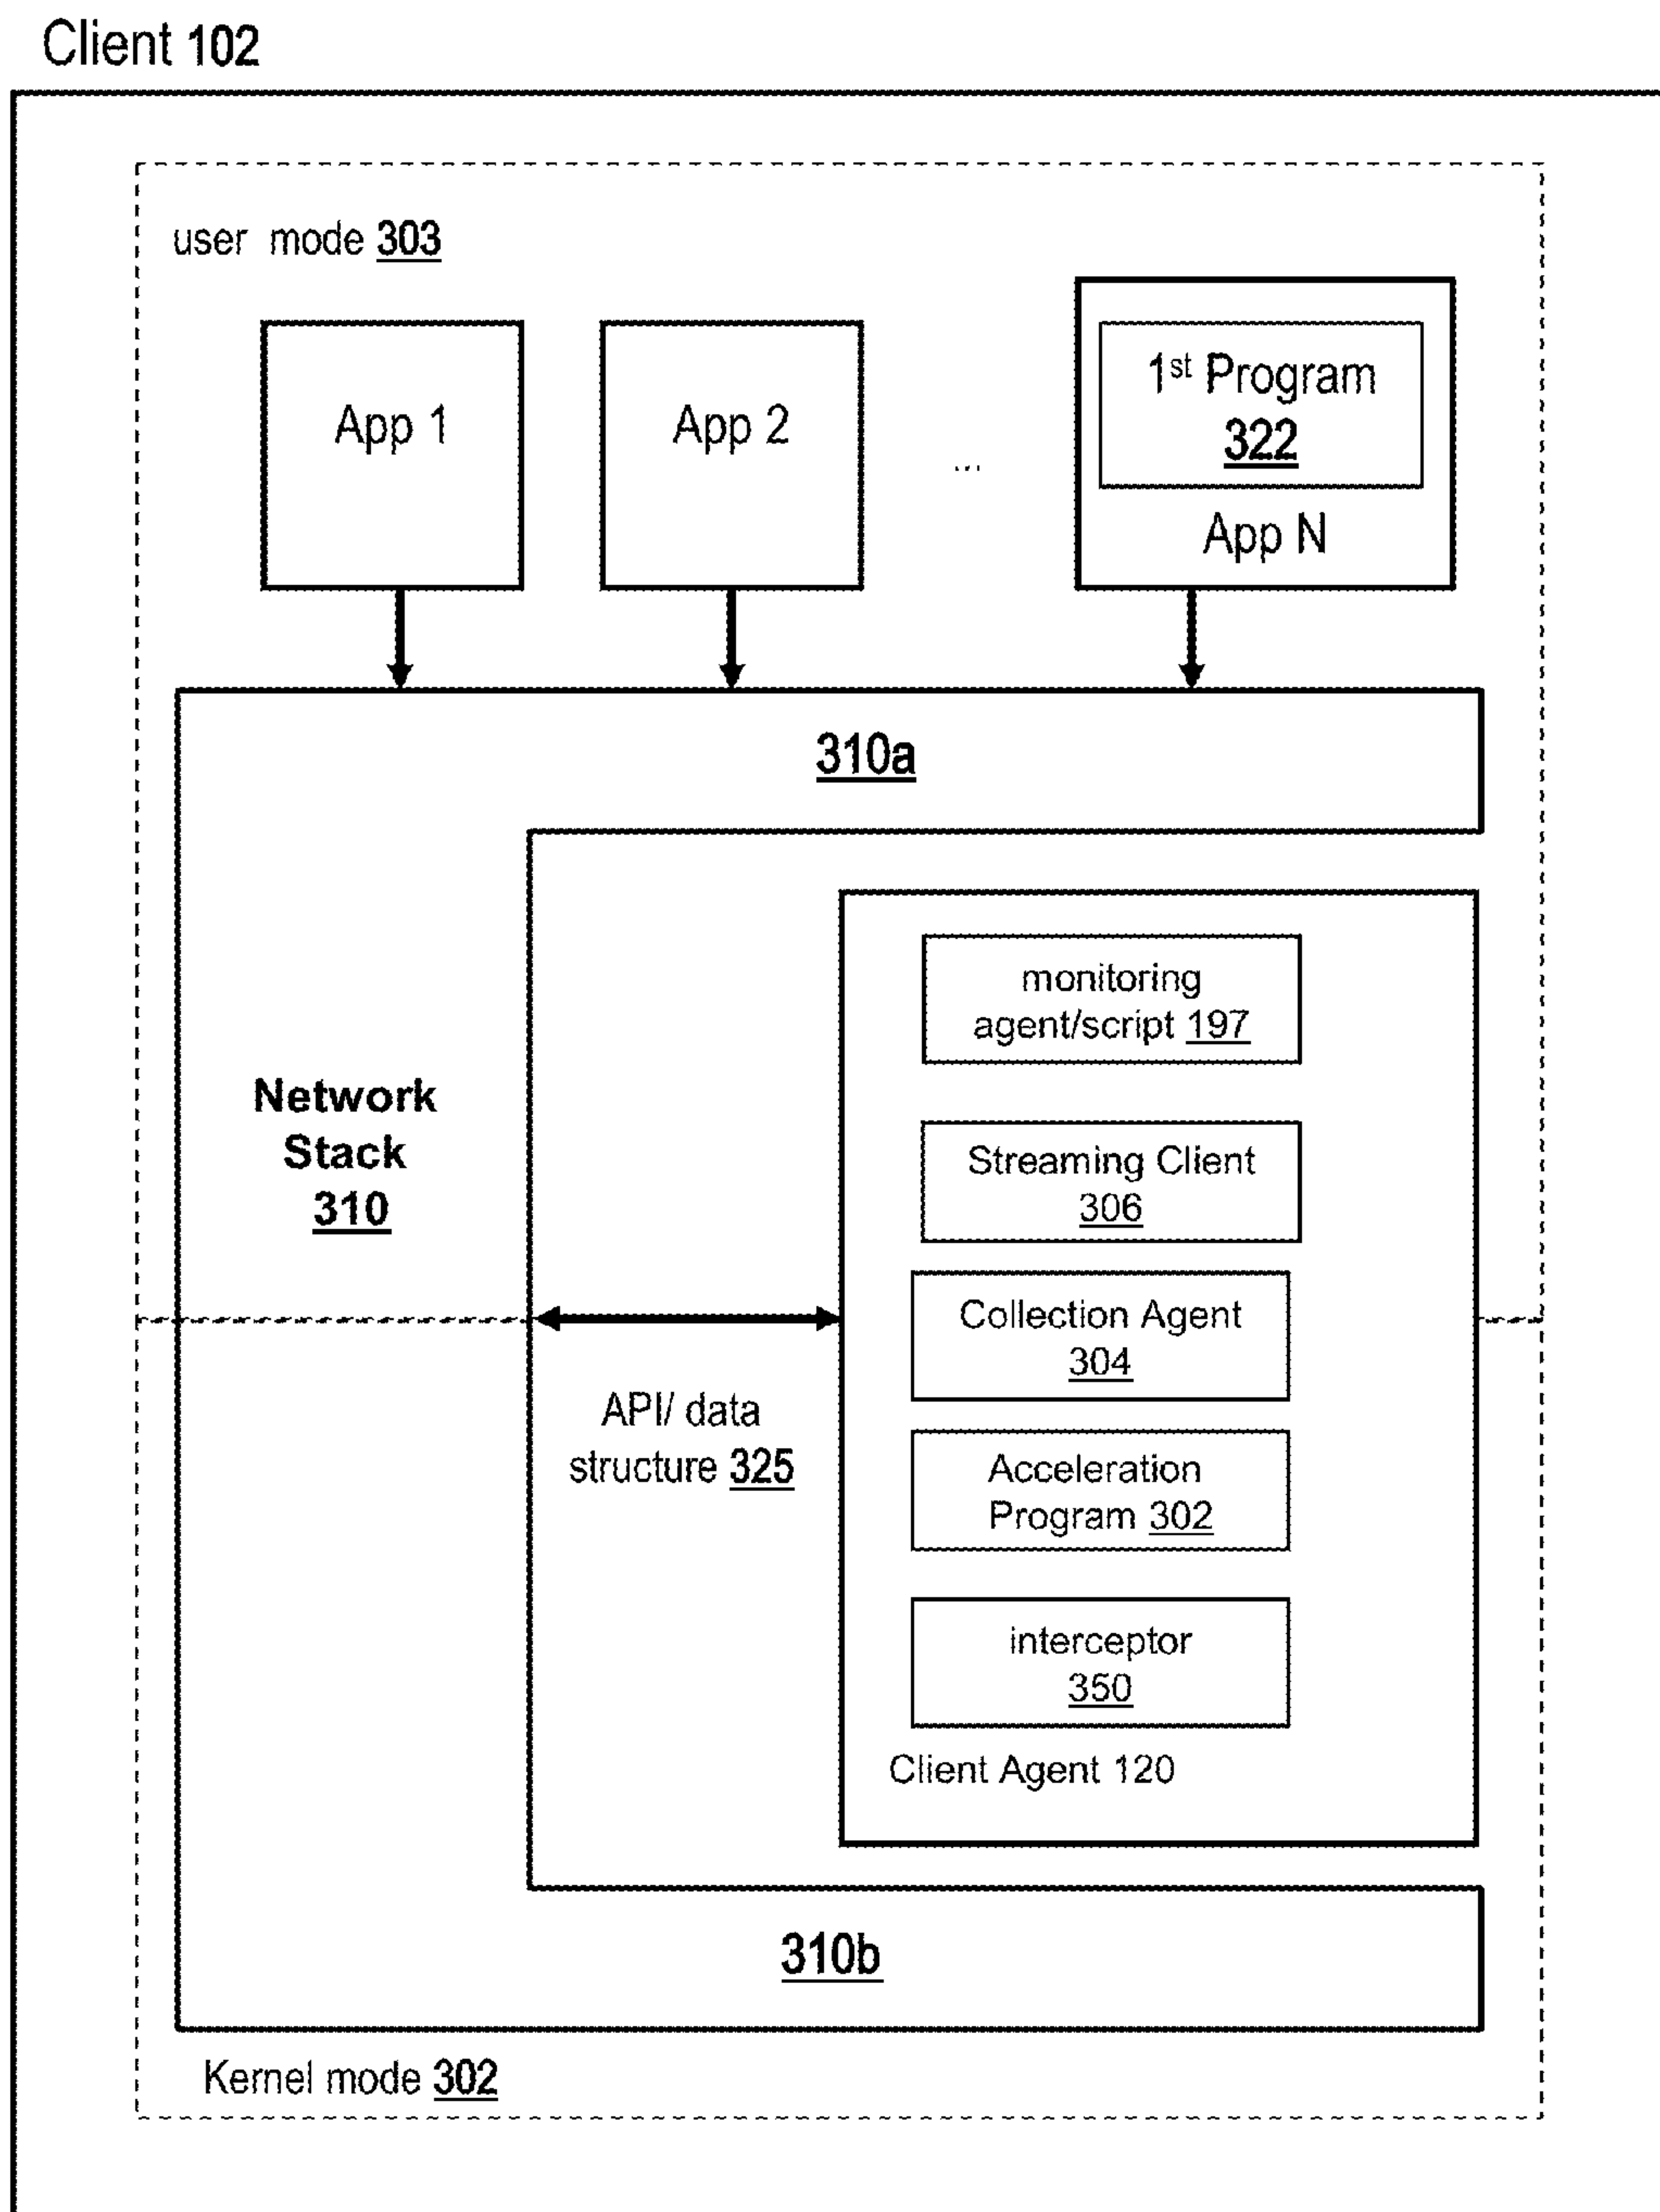 Client 102
user mode 303
App 1
App 2
...
1st Program
322
App N
310a
Network
Stack
310
monitoring
agent/script 197
Streaming Client
306
Collection Agent
304
API/ data
structure 325
Acceleration
Program 302
interceptor
350
Client Agent 120
310b
Kernel mode 302